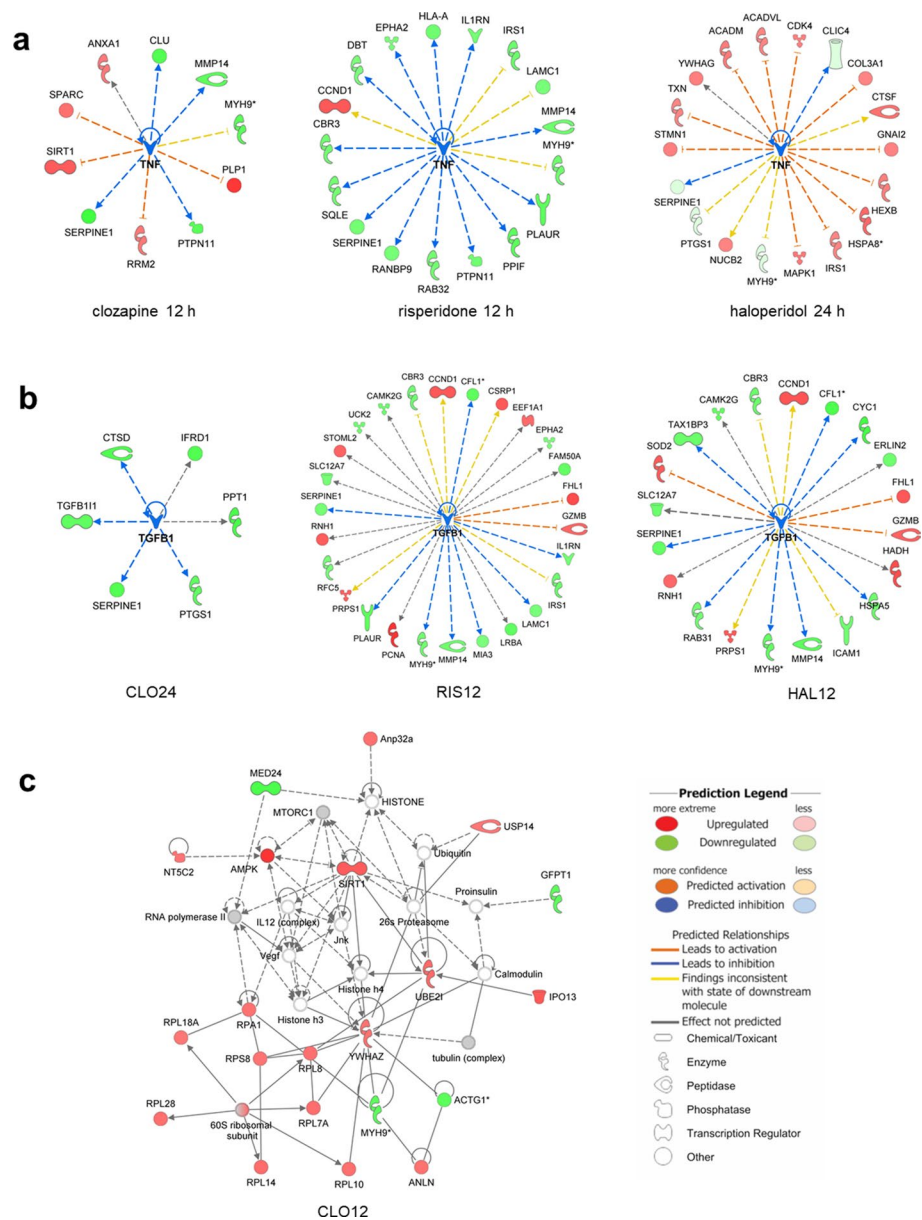 a
ANXA1
CLU
MMP14
SPARC
MYH9*
TNF
SIRT1
PLP1
SERPINE1
PTPN11
RRM2
clozapine 12 h
HLA-A
EPHA2
IL1RN
DBT
IRS1
CCND1
LAMC1
CBR3
MMP14
TNF
MYH9*
SQLE
PLAUR
SERPINE1
RANBP9
PPIF
PTPN11
RAB32
risperidone 12 h
ACADVL
ACADM
CDK4
CLIC4
YWHAG
COL3A1
TXN
CTSF
STMN1
GNAI2
TNF
SERPINE1
HEXB
PTGS1
HSPA8*
NUCB2
IRS1
MYH9*
MAPK1
haloperidol 24 h
b
CTSD
IFRD1
TGFB1I1
PPT1
TGFB1
SERPINE1
PTGS1
CLO24
CBR3
CCND1
CFL1*
CAMK2G
CSRP1
UCK2
EEF1A1
STOML2
EPHA2
SLC12A7
FAM50A
SERPINE1
FHL1
TGFB1
GZMB
RNH1
IL1RN
RFC5
IRS1
PRPS1
LAMC1
PLAUR
LRBA
PCNA
MIA3
MYH9*
MMP14
RIS12
CBR3
CCND1
CFL1*
CAMK2G
CYC1
TAX1BP3
ERLIN2
SOD2
FHL1
SLC12A7
GZMB
SERPINE1
TGFB1
HADH
RNH1
HSPA5
RAB31
ICAM1
PRPS1
MMP14
MYH9*
HAL12
c
Anp32a
MED24
HISTONE
MTORC1
USP14
Ubiquitin
NT5C2
AMPK
SIRT1
GFPT1
Proinsulin
RNA polymerase II
IL12 (complex)
26s Proteasome
Jnk
Vegf
Calmodulin
Histone h4
UBE2I
IPO13
Histone h3
RPL18A
RPA1
YWHAZ
tubulin (complex)
RPS8
RPL8
RPL28
60S ribosomal
subunit
RPL7A
MYH9*
ACTG1*
RPL14
RPL10
ANLN
CLO12
Prediction Legend
more extreme
less
Upregulated
Downregulated
more confidence
less
Predicted activation
Predicted inhibition
Predicted Relationships
Leads to activation
Leads to inhibition
Findings inconsistent
with state of downstream
molecule
Effect not predicted
Chemical/Toxicant
Enzyme
Peptidase
Phosphatase
Transcription Regulator
Other